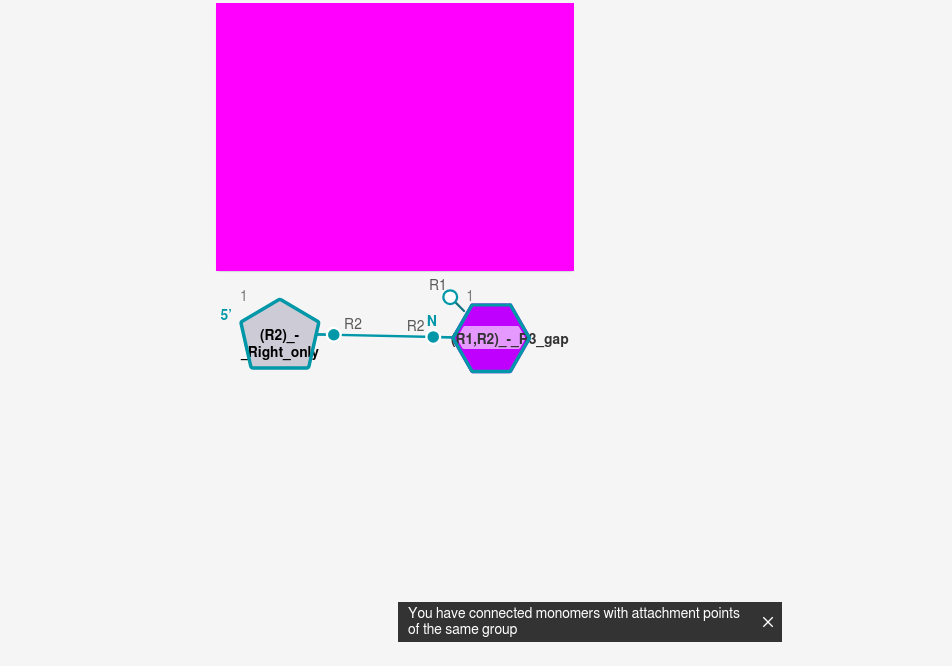 R1
1
1
5'
N
R2
R2
(R2)_-
_Right_only
(R1,R2)_-_R3_gap
You have connected monomers with attachment points
of the same group